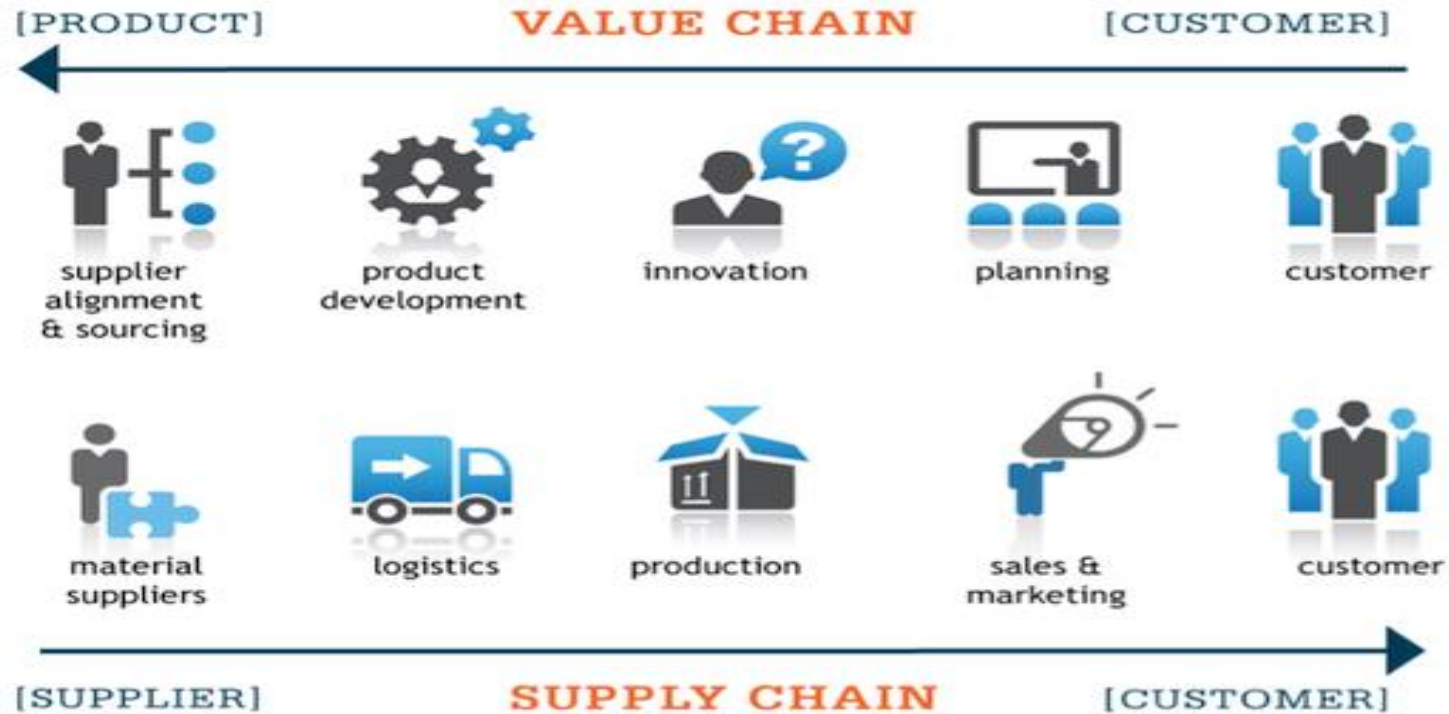 [PRODUCT] VALUE CHAIN [CUSTOMER]
supplier
alignment
& sourcing
product
development
innovation
planning
customer
material
suppliers
logistics
production
sales &
marketing
customer
[SUPPLIER] SUPPLY CHAIN [CUSTOMER]